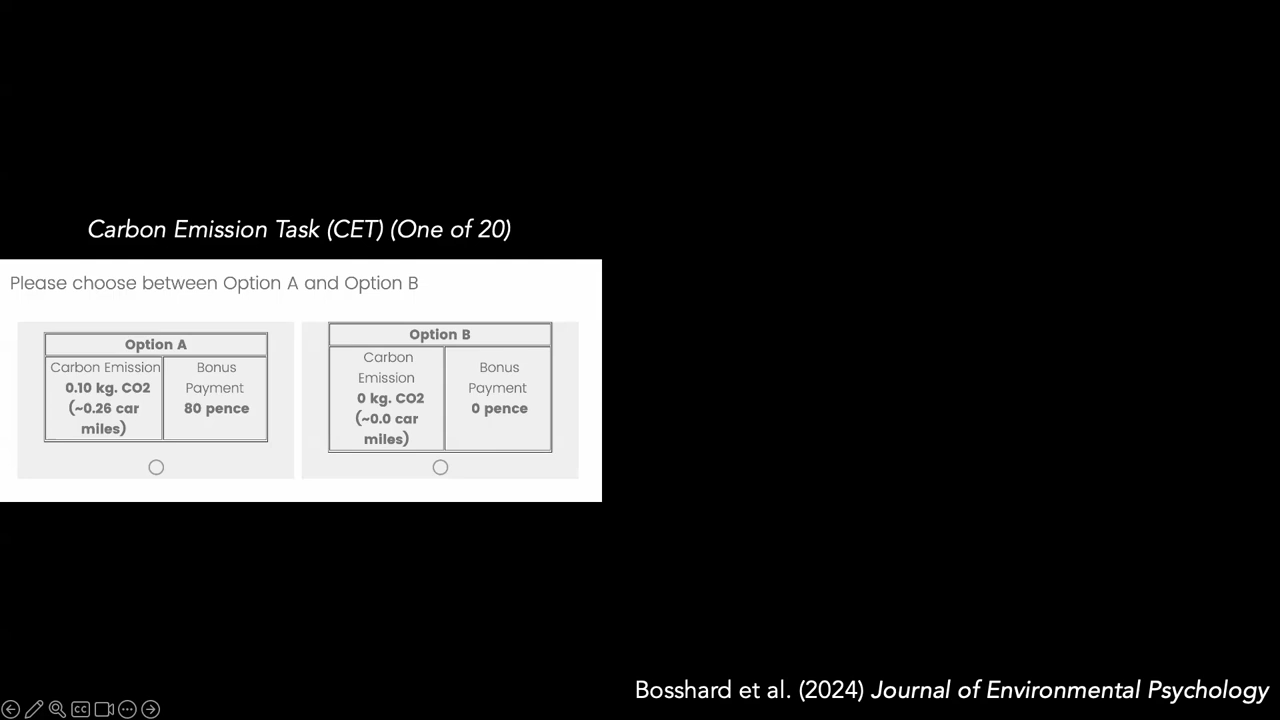 Carbon Emission Task (CET) (One of 20)
Please choose between Option A and Option B
Option A
Carbon Emission
0.10 kg. CO2
(~0.26 car
miles)
Bonus
Payment
80 pence
Option B
Carbon
Emission
0 kg. CO2
(~0.0 car
miles)
Bonus
Payment
0 pence
Bosshard et al. (2024) Journal of Environmental Psychology
CC